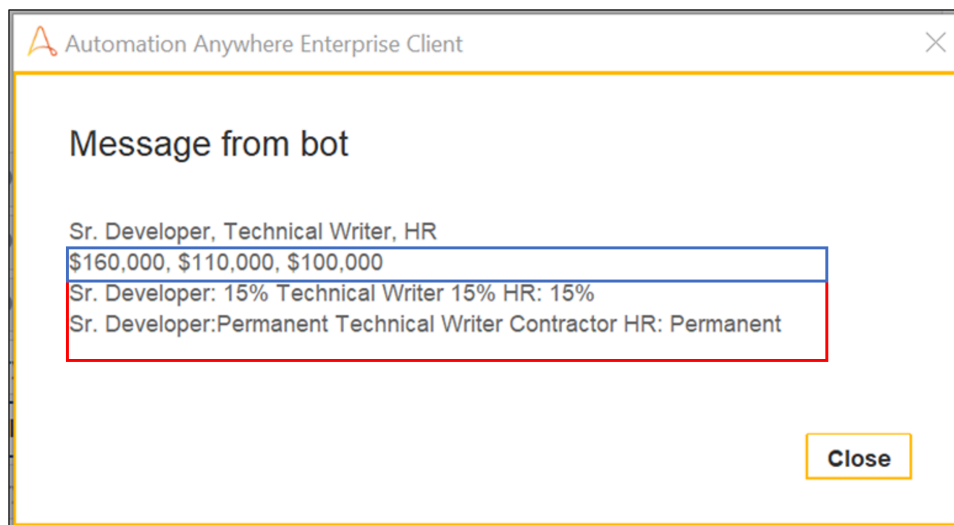 Automation Anywhere Enterprise Client
Message from bot
Sr. Developer, Technical Writer, HR
$160,000, $110,000, $100,000
Sr. Developer: 15% Technical Writer 15% HR: 15%
Sr. Developer:Permanent Technical Writer Contractor HR: Permanent
Close